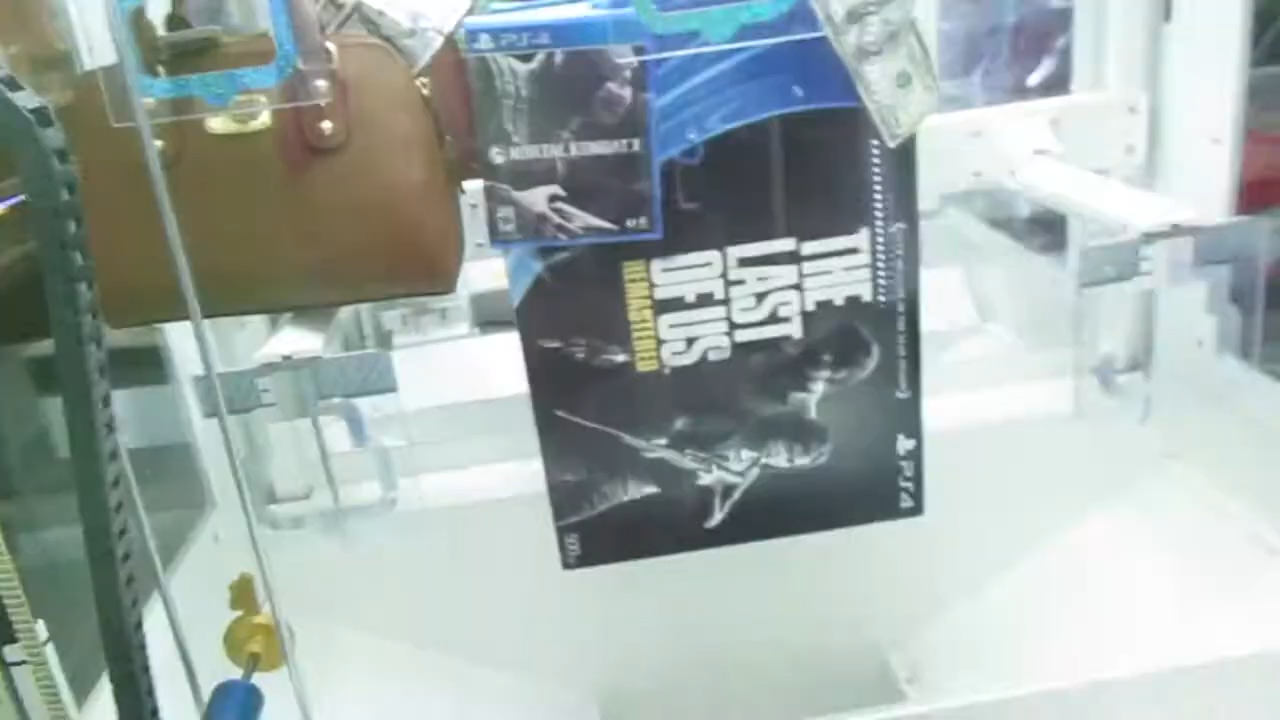 PS4
MORTAL KOMBAT X
THE
LAST
OF US
REMASTERED
PS4